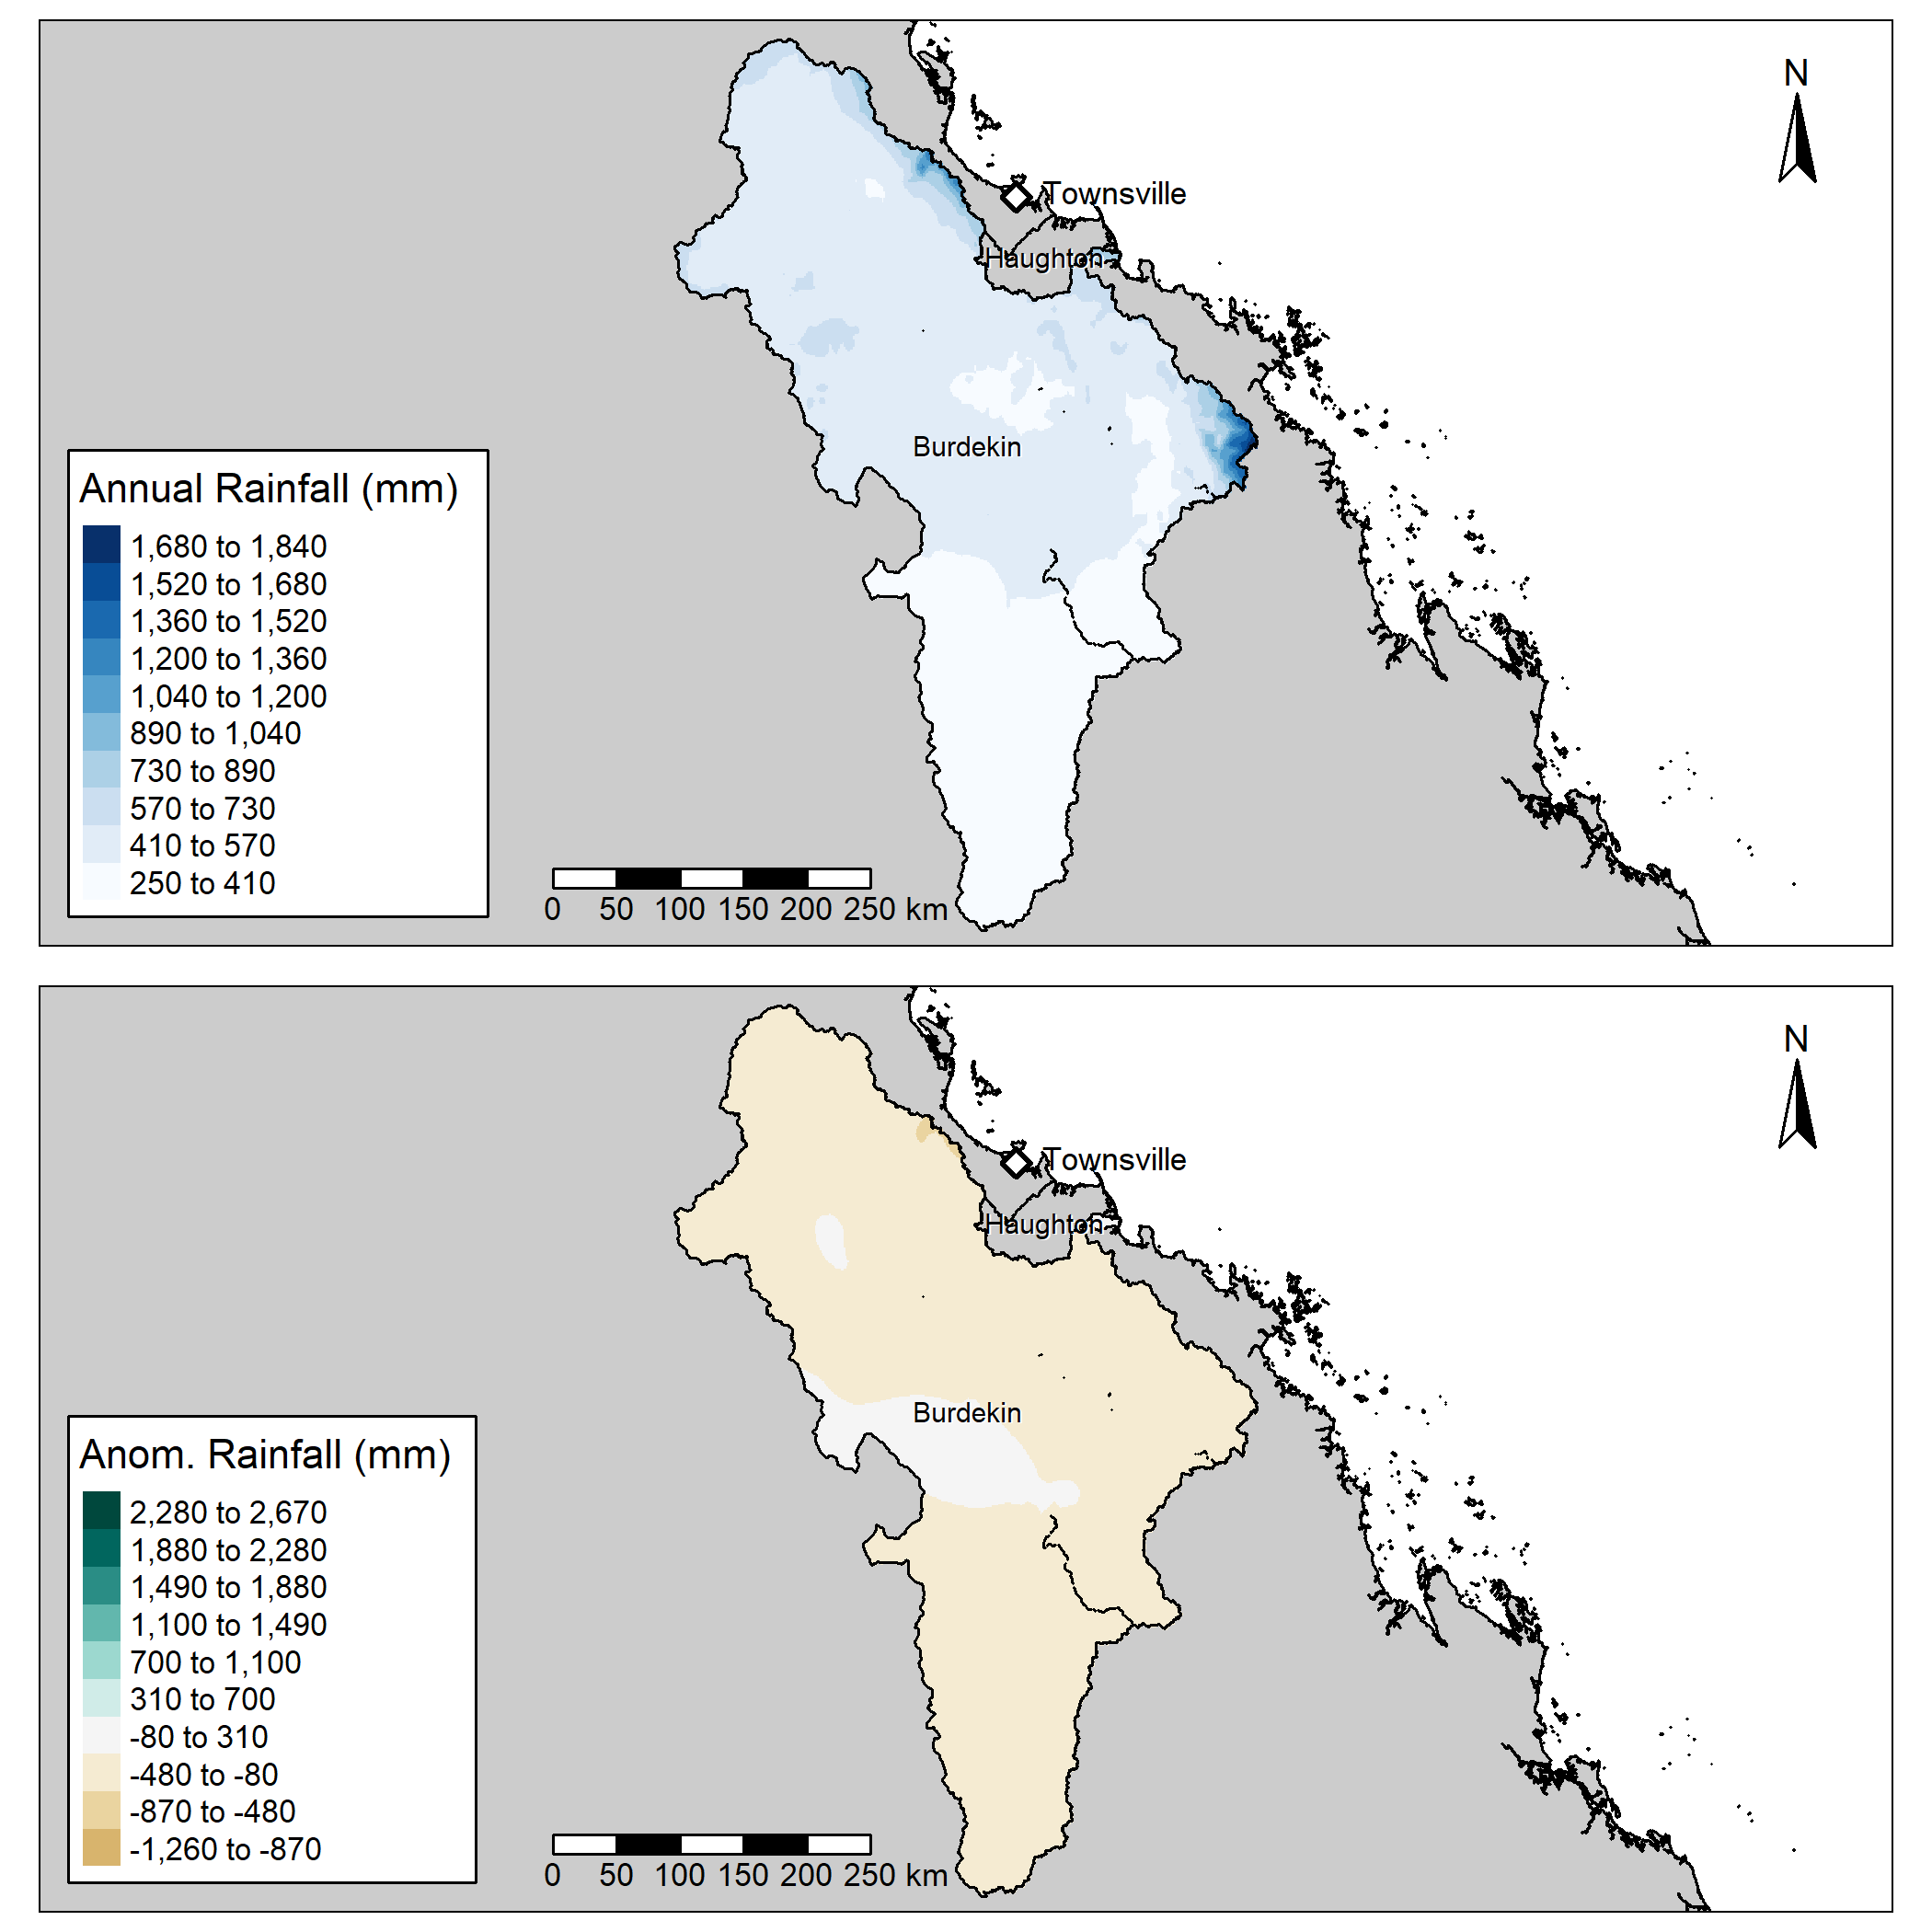 N
Townsville
Haughton
Burdekin
Annual Rainfall (mm)
1,680 to 1,840
1,520 to 1,680
1,360 to 1,520
1,200 to 1,360
1,040 to 1,200
890 to 1,040
730 to 890
570 to 730
410 to 570
250 to 410
0 50 100 150 200 250 km
N
Townsville
Haughton
Burdekin
Anom. Rainfall (mm)
2,280 to 2,670
1,880 to 2,280
1,490 to 1,880
1,100 to 1,490
700 to 1,100
310 to 700
-80 to 310
-480 to -80
-870 to -480
-1,260 to -870
0 50 100 150 200 250 km